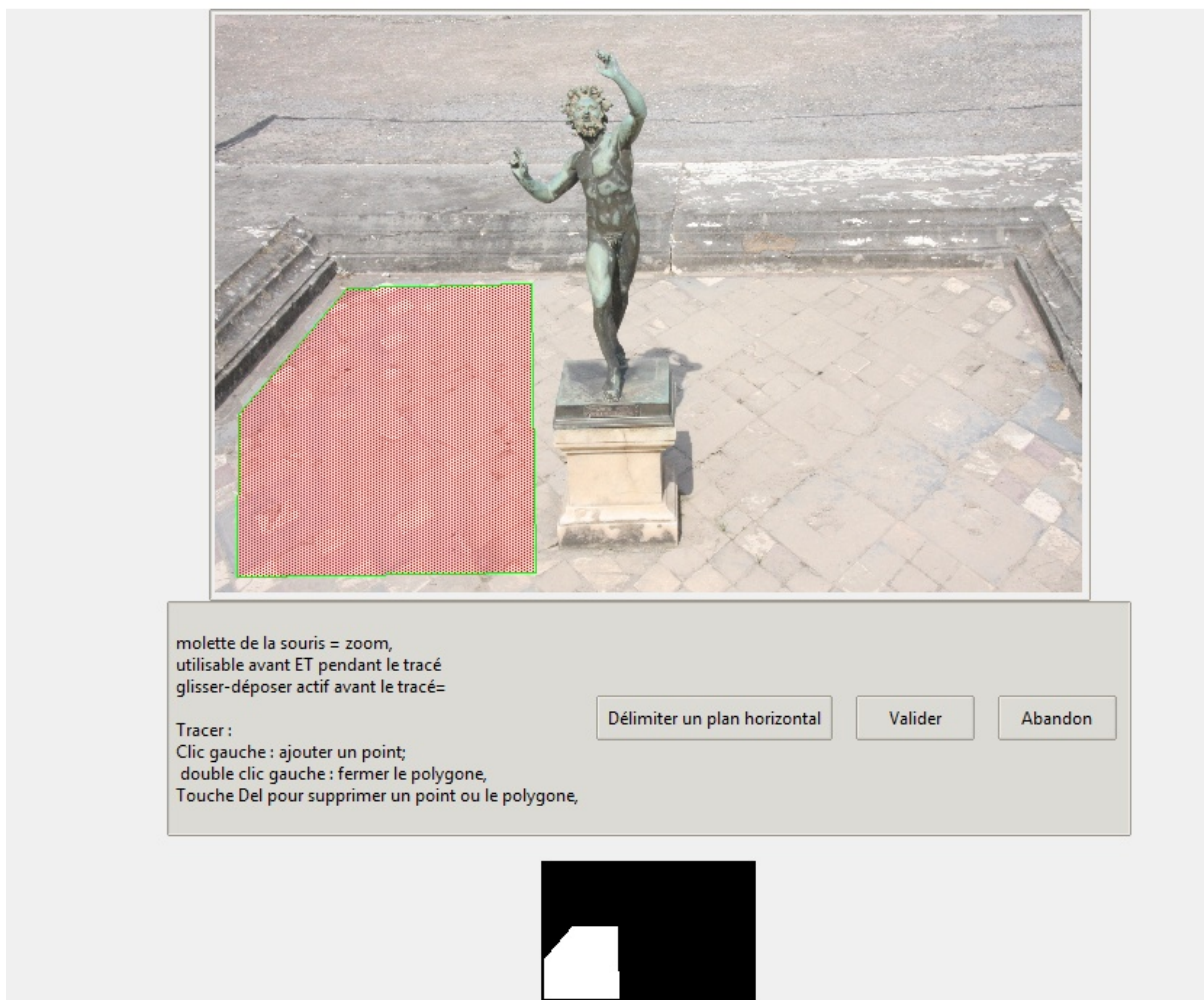 molette de la souris = zoom,
utilisable avant ET pendant le tracé
glisser-déposer actif avant le tracé=
Tracer :
Clic gauche : ajouter un point;
double clic gauche : fermer le polygone,
Touche Del pour supprimer un point ou le polygone,
Délimiter un plan horizontal
Valider
Abandon